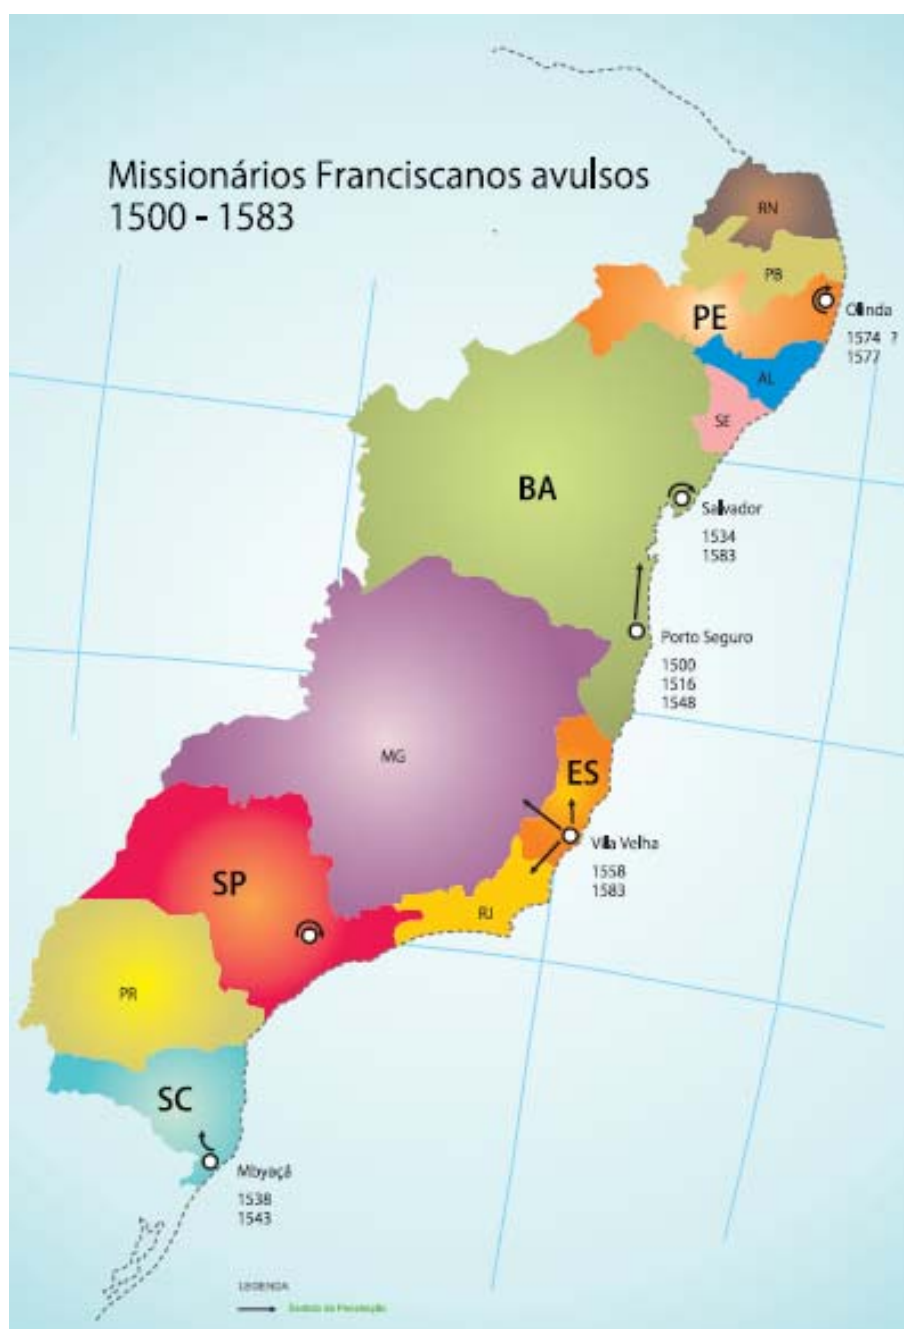 Missionários Franciscanos avulsos
1500 - 1583
RN
PB
PE
Olinda
1574 ?
1577
AL
SE
BA
Salvador
1534
1583
Porto Seguro
1500
1516
1548
MG
ES
Vila Velha
1558
1583
SP
RJ
PR
SC
Mbyaçá
1538
1543
LEGENDA